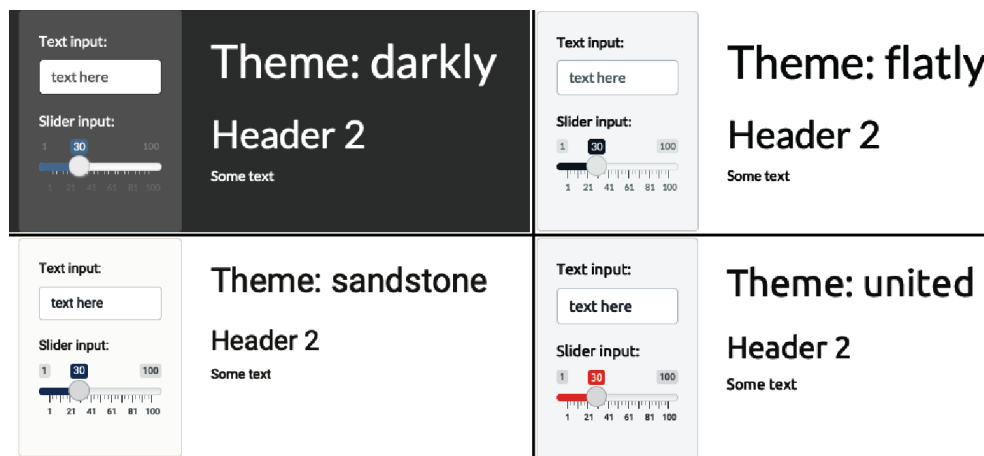 Text input:
text here
Slider input:
1 30 100
1 21 41 61 81 100
Theme: darkly
Header 2
Some text
Text input:
text here
Slider input:
1 30 100
1 21 41 61 81 100
Theme: flatly
Header 2
Some text
Text input:
text here
Slider input:
1 30 100
1 21 41 61 81 100
Theme: sandstone
Header 2
Some text
Text input:
text here
Slider input:
1 30 100
1 21 41 61 81 100
Theme: united
Header 2
Some text